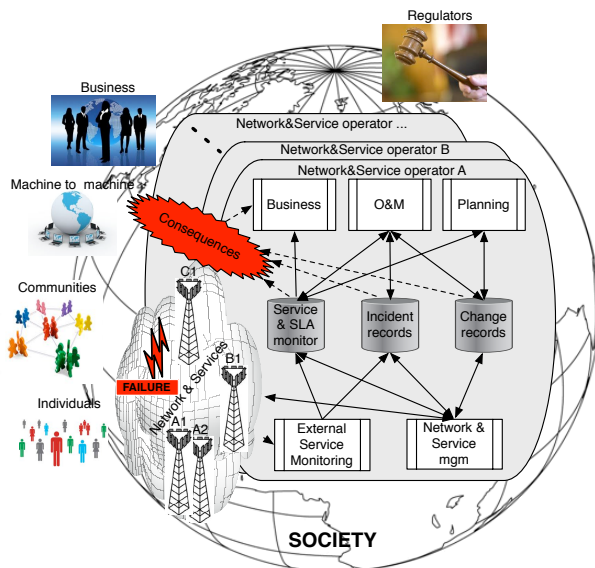 Regulators
Business
Network&Service operator ...
Network&Service operator B
Network&Service operator A
Machine to machine
Business
O&M
Planning
Consequences
C1
Communities
Service
& SLA
monitor
Incident
records
Change
records
B1
FAILURE
Network & Services
Individuals
A1
A2
External
Service
Monitoring
Network &
Service
mgm
SOCIETY